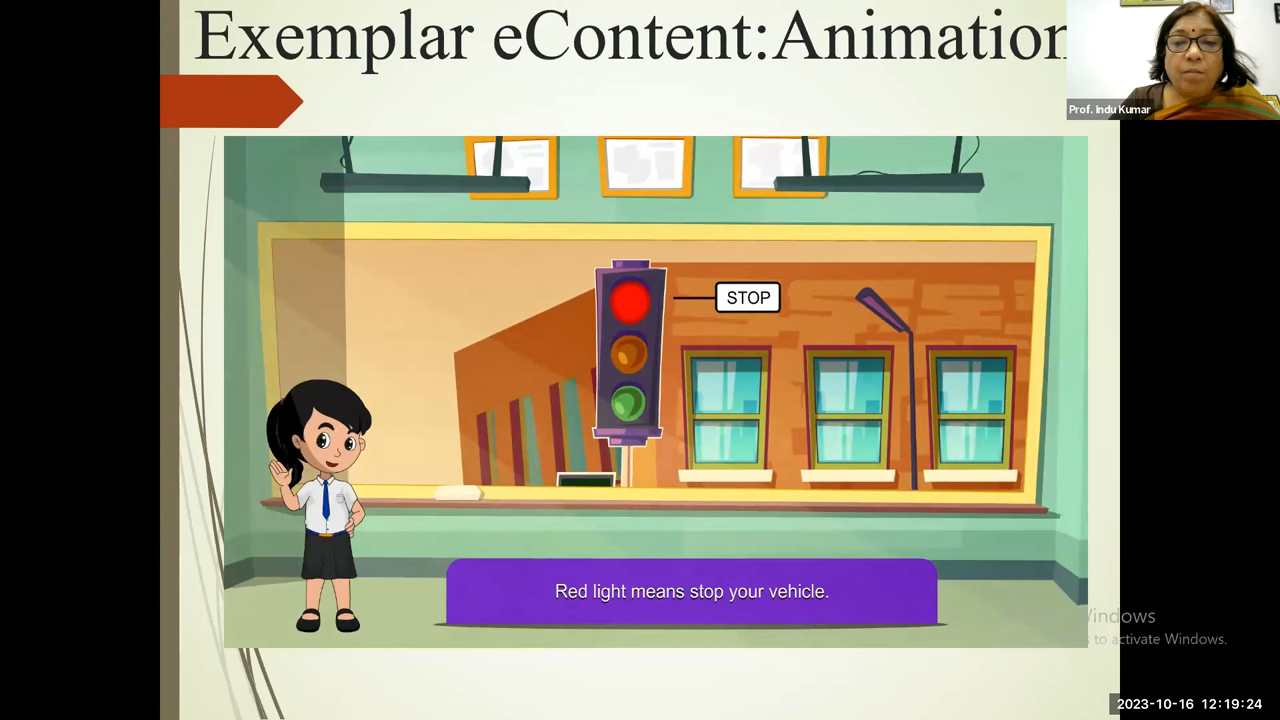 Exemplar eContent:Animation
Prof. Indu Kumar
STOP
Red light means stop your vehicle.
Windows
to activate Windows.
2023-10-16 12:19:24